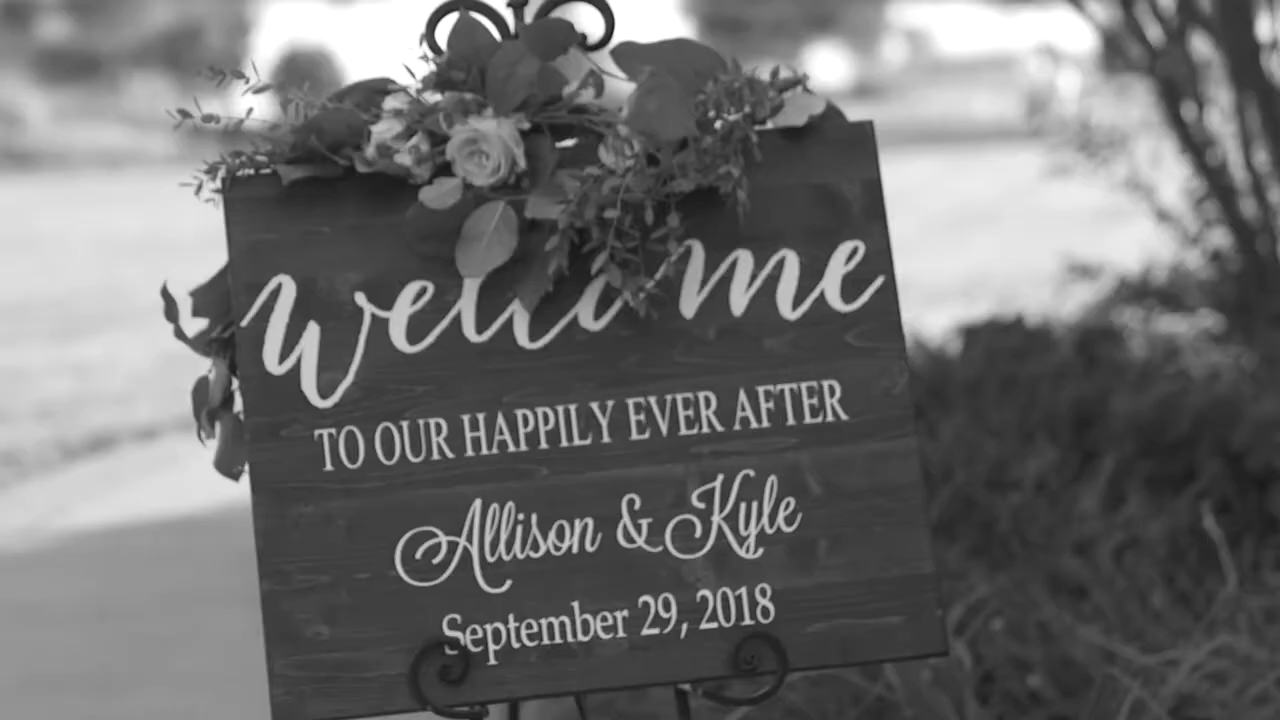 welcome
TO OUR HAPPILY EVER AFTER
Allison & Kyle
September 29, 2018